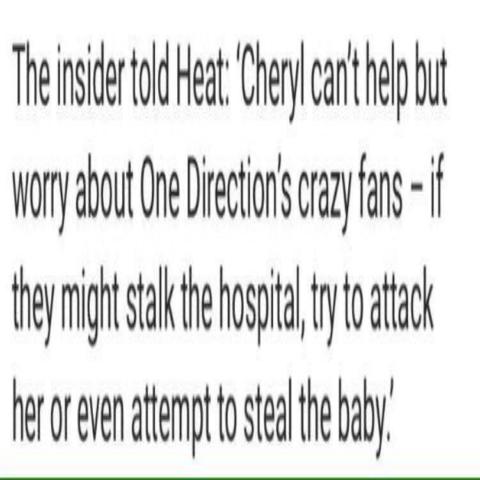 The insider told Heat: ‘Cheryl can’t help but
worry about One Direction’s crazy fans – if
they might stalk the hospital, try to attack
her or even attempt to steal the baby.’